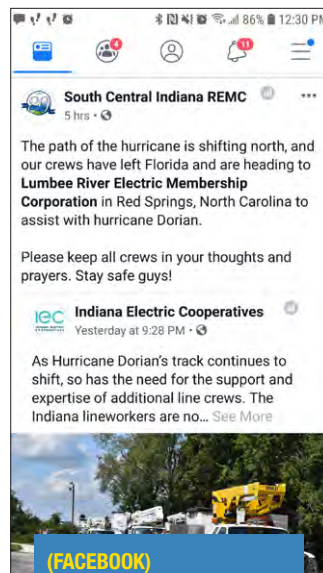 86% 12:30 PM
4
11
South Central Indiana REMC
5 hrs •
The path of the hurricane is shifting north, and
our crews have left Florida and are heading to
Lumbee River Electric Membership
Corporation in Red Springs, North Carolina to
assist with hurricane Dorian.
Please keep all crews in your thoughts and
prayers. Stay safe guys!
iec
Indiana Electric Cooperatives
Yesterday at 9:28 PM •
As Hurricane Dorian's track continues to
shift, so has the need for the support and
expertise of additional line crews. The
Indiana lineworkers are no... See More
(FACEBOOK)